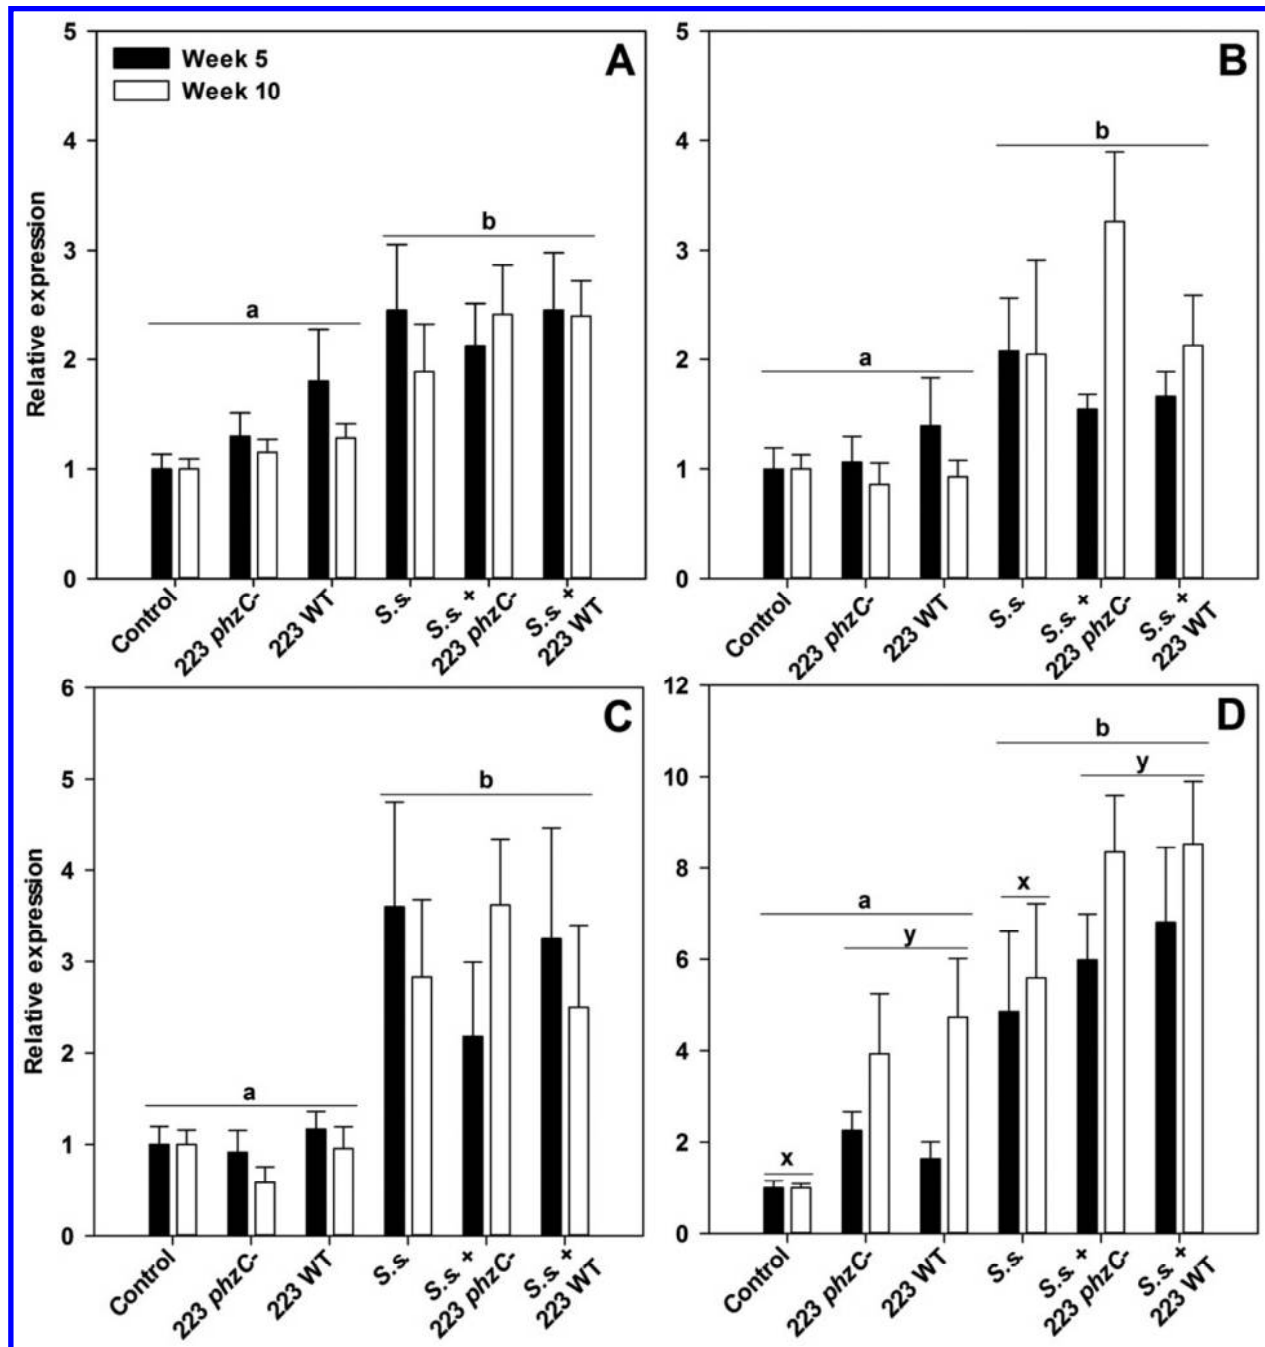 A
Week 5
Week 10
Relative expression
5
4
3
2
1
0
a
b
Control
223 phzC-
223 WT
S.s.
S.s. +
223 phzC-
S.s. +
223 WT
B
5
4
3
2
1
0
a
b
Control
223 phzC-
223 WT
S.s.
S.s. +
223 phzC-
S.s. +
223 WT
C
Relative expression
6
5
4
3
2
1
0
a
b
Control
223 phzC-
223 WT
S.s.
S.s. +
223 phzC-
S.s. +
223 WT
D
12
10
8
6
4
2
0
b
y
x
a
y
x
Control
223 phzC-
223 WT
S.s.
S.s. +
223 phzC-
S.s. +
223 WT